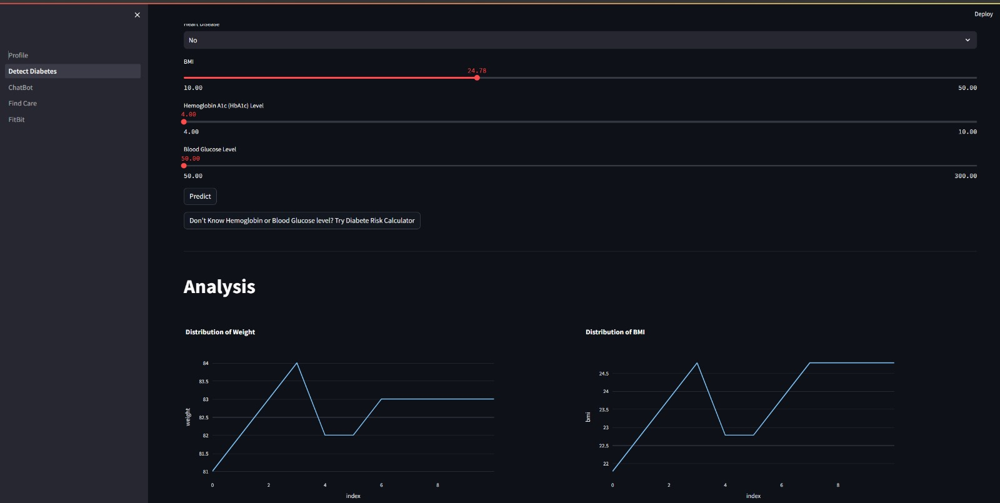 Deploy
Profile
Detect Diabetes
ChatBot
Find Care
FitBit
Heart Disease
No
BMI
24.78
10.00 50.00
Hemoglobin A1c (HbA1c) Level
4.00
4.00 10.00
Blood Glucose Level
50.00
50.00 300.00
Predict
Don't Know Hemoglobin or Blood Glucose level? Try Diabete Risk Calculator
Analysis
Distribution of Weight
84
83.5
83
82.5
82
81.5
81
weight
0 2 4 6 8
index
Distribution of BMI
24.5
24
23.5
23
22.5
22
bmi
0 2 4 6 8
index